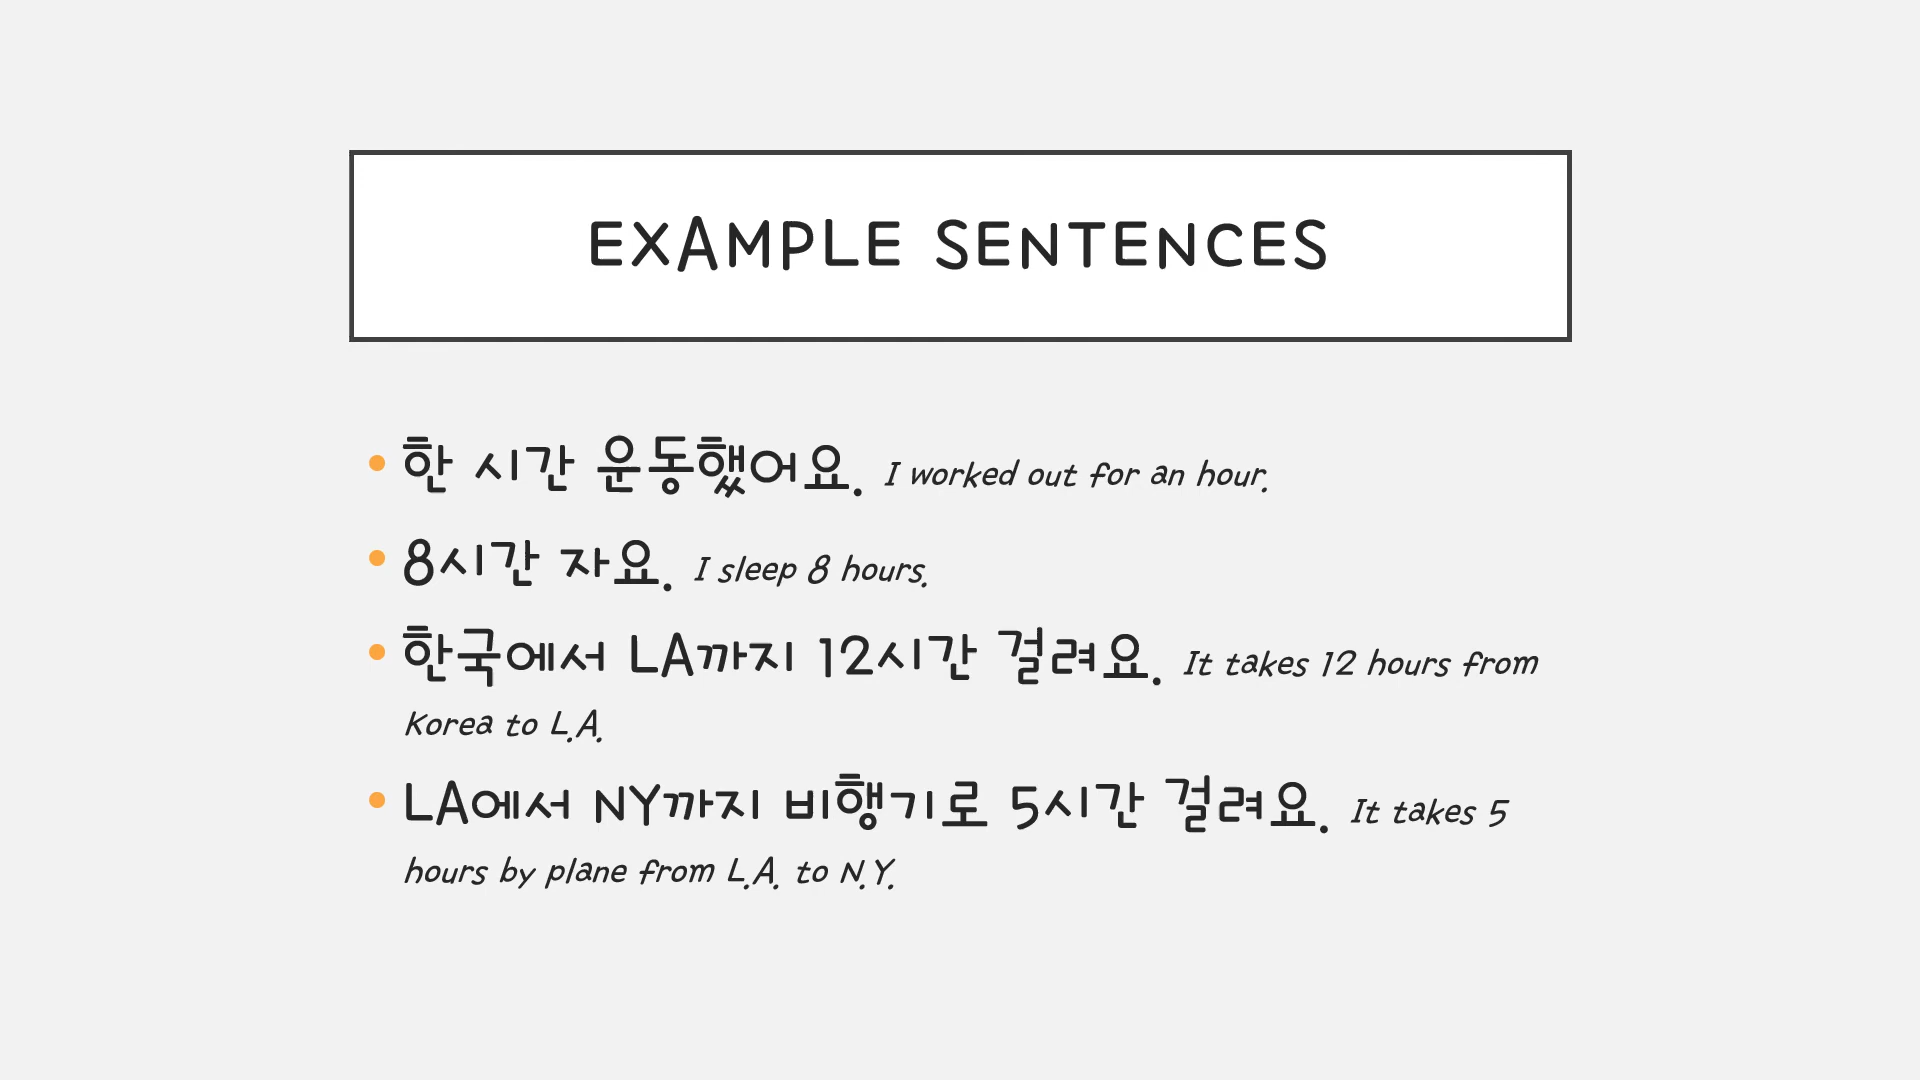 EXAMPLE SENTENCES
한 시간 운동했어요. I worked out for an hour.
8시간 자요. I sleep 8 hours.
한국에서 LA까지 12시간 걸려요. It takes 12 hours from
Korea to L.A.
LA에서 NY까지 비행기로 5시간 걸려요. It takes 5
hours by plane from L.A. to N.Y.